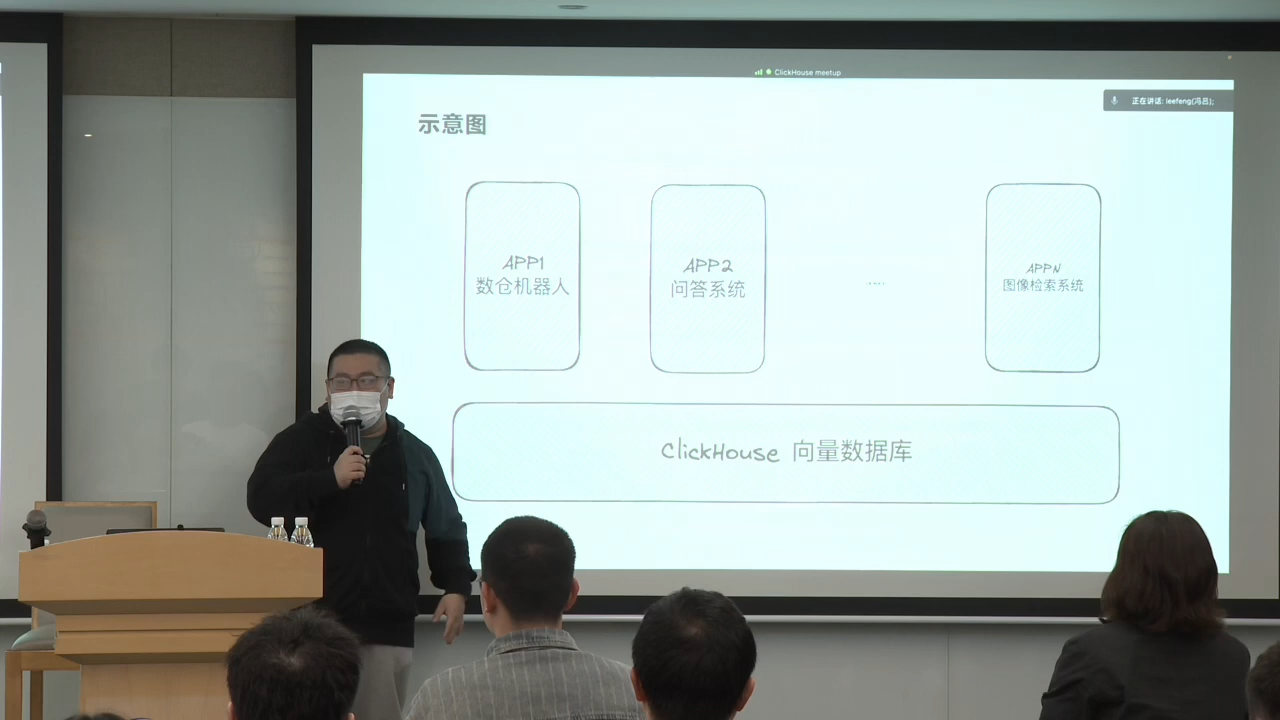 ClickHouse meetup
正在讲话: leefeng(冯吕);
示意图
APP1
数仓机器人
APP2
问答系统
....
APPN
图像检索系统
ClickHouse 向量数据库